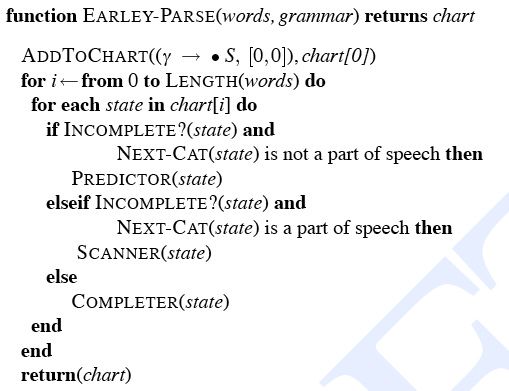 function EARLEY-PARSE(words, grammar) returns chart
ADDTOCHART((γ → • S, [0,0]), chart[0])
for i ← from 0 to LENGTH(words) do
for each state in chart[i] do
if INCOMPLETE?(state) and
NEXT-CAT(state) is not a part of speech then
PREDICTOR(state)
elseif INCOMPLETE?(state) and
NEXT-CAT(state) is a part of speech then
SCANNER(state)
else
COMPLETER(state)
end
end
return(chart)